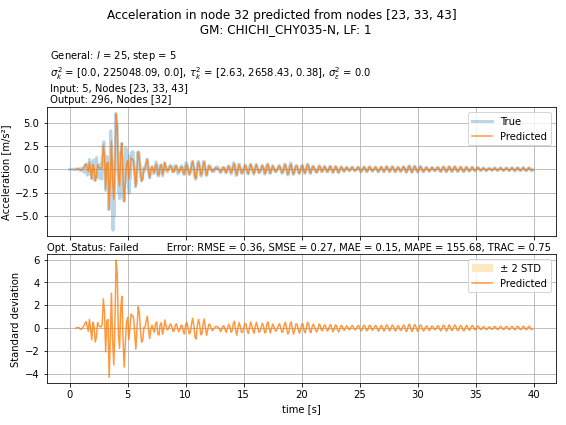 Acceleration in node 32 predicted from nodes [23, 33, 43]
GM: CHICHI_CHY035-N, LF: 1
General: l = 25, step = 5
σ²ₖ = [0.0, 225048.09, 0.0], τ²ₖ = [2.63, 2658.43, 0.38], σ²ε = 0.0
Input: 5, Nodes [23, 33, 43]
Output: 296, Nodes [32]
Acceleration [m/s²]
5.0
2.5
0.0
−2.5
−5.0
True
Predicted
Opt. Status: Failed
Error: RMSE = 0.36, SMSE = 0.27, MAE = 0.15, MAPE = 155.68, TRAC = 0.75
Standard deviation
6
4
2
0
−2
−4
± 2 STD
Predicted
0 5 10 15 20 25 30 35 40
time [s]